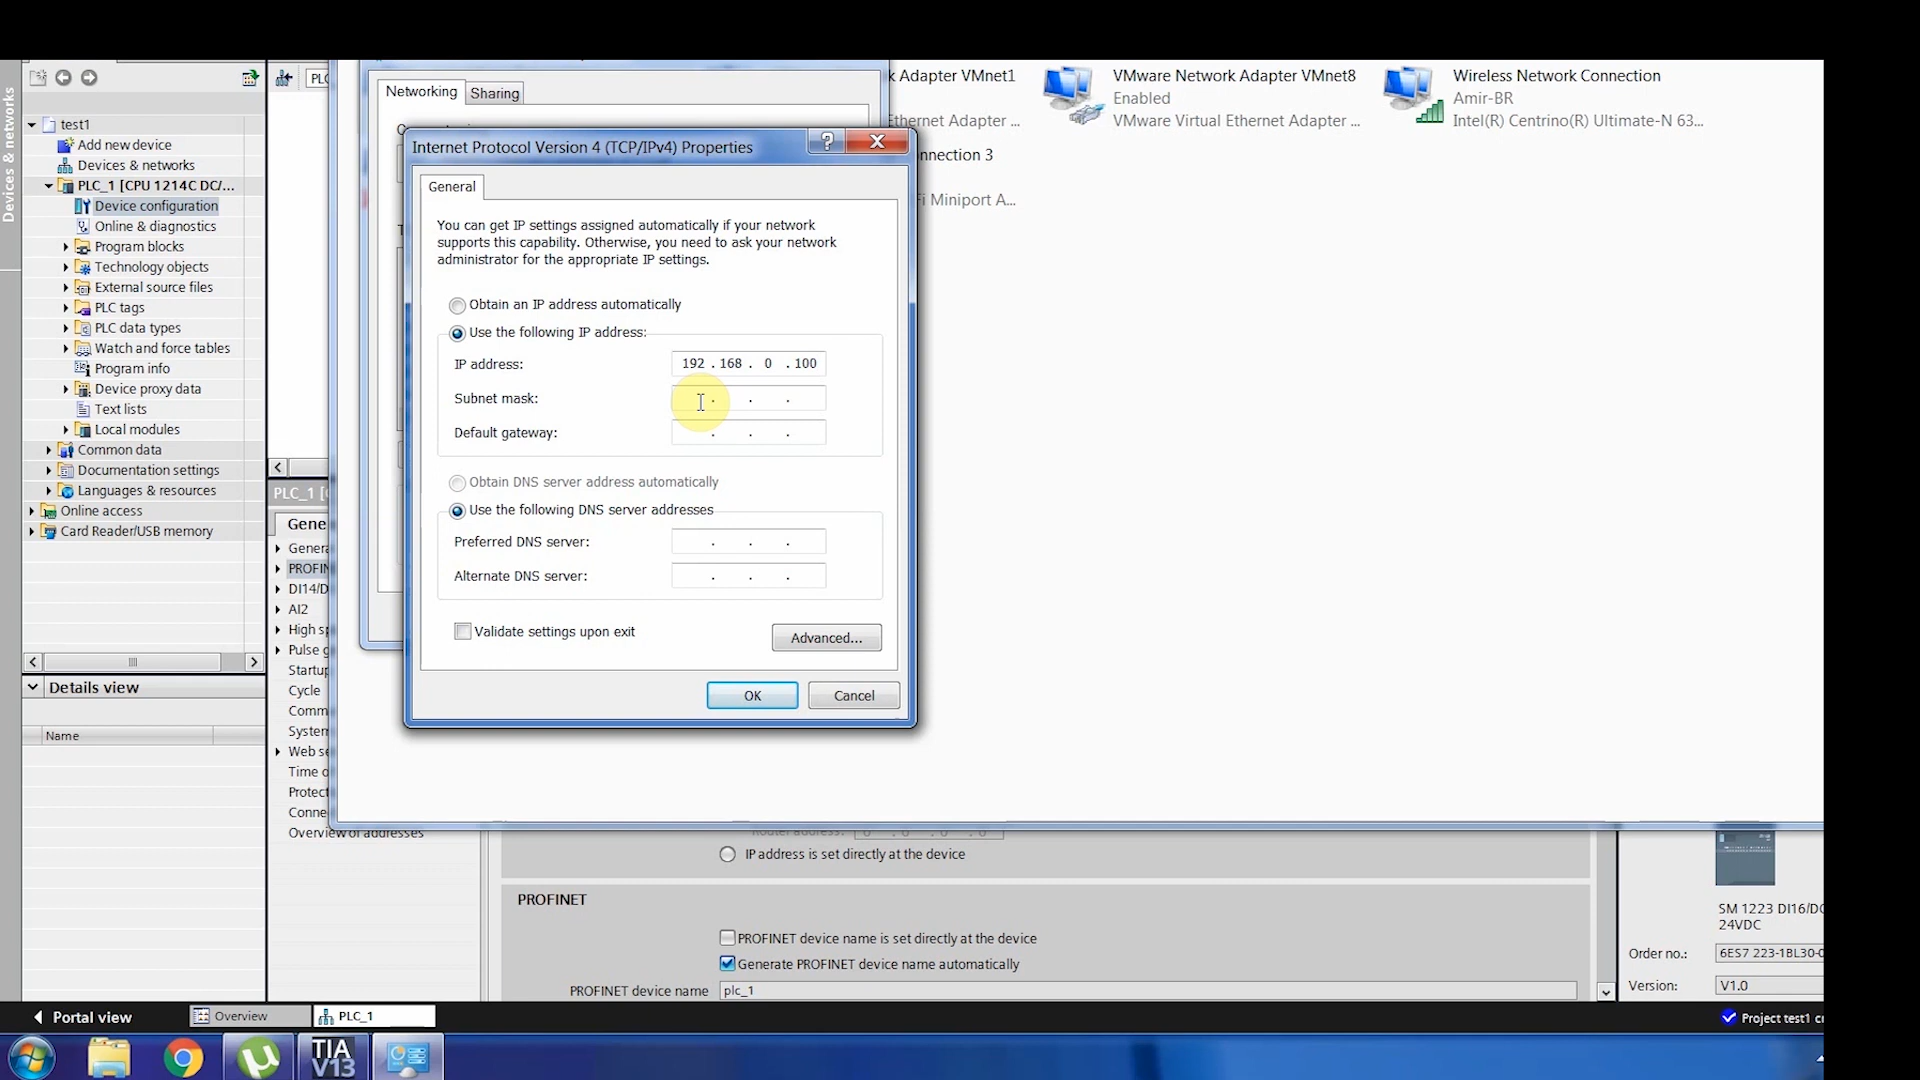 Devices & networks
test1
Add new device
Devices & networks
PLC_1 [CPU 1214C DC/...
Device configuration
Online & diagnostics
Program blocks
Technology objects
External source files
PLC tags
PLC data types
Watch and force tables
Program info
Device proxy data
Text lists
Local modules
Common data
Documentation settings
Languages & resources
Online access
Card Reader/USB memory
Details view
Name
PLC
PLC_1 [
Gene
Genera
PROFIN
DI14/D
AI2
High sp
Pulse g
Startup
Cycle
Comm
System
Web se
Time o
Protect
Conne
Overview of addresses
Networking
Sharing
Internet Protocol Version 4 (TCP/IPv4) Properties
?
General
You can get IP settings assigned automatically if your network
supports this capability. Otherwise, you need to ask your network
administrator for the appropriate IP settings.
Obtain an IP address automatically
Use the following IP address:
IP address: 192 . 168 . 0 . 100
Subnet mask: . . .
Default gateway: . . .
Obtain DNS server address automatically
Use the following DNS server addresses
Preferred DNS server: . . .
Alternate DNS server: . . .
Validate settings upon exit
Advanced...
OK
Cancel
k Adapter VMnet1
Ethernet Adapter ...
nnection 3
Fi Miniport A...
VMware Network Adapter VMnet8
Enabled
VMware Virtual Ethernet Adapter ...
Wireless Network Connection
Amir-BR
Intel(R) Centrino(R) Ultimate-N 63...
Router address: 0 . 0 . 0 . 0
IP address is set directly at the device
PROFINET
PROFINET device name is set directly at the device
Generate PROFINET device name automatically
PROFINET device name plc_1
SM 1223 DI16/DO
24VDC
Order no.: 6ES7 223-1BL30-0
Version: V1.0
Portal view
Overview
PLC_1
Project test1 cr
TIA
V13